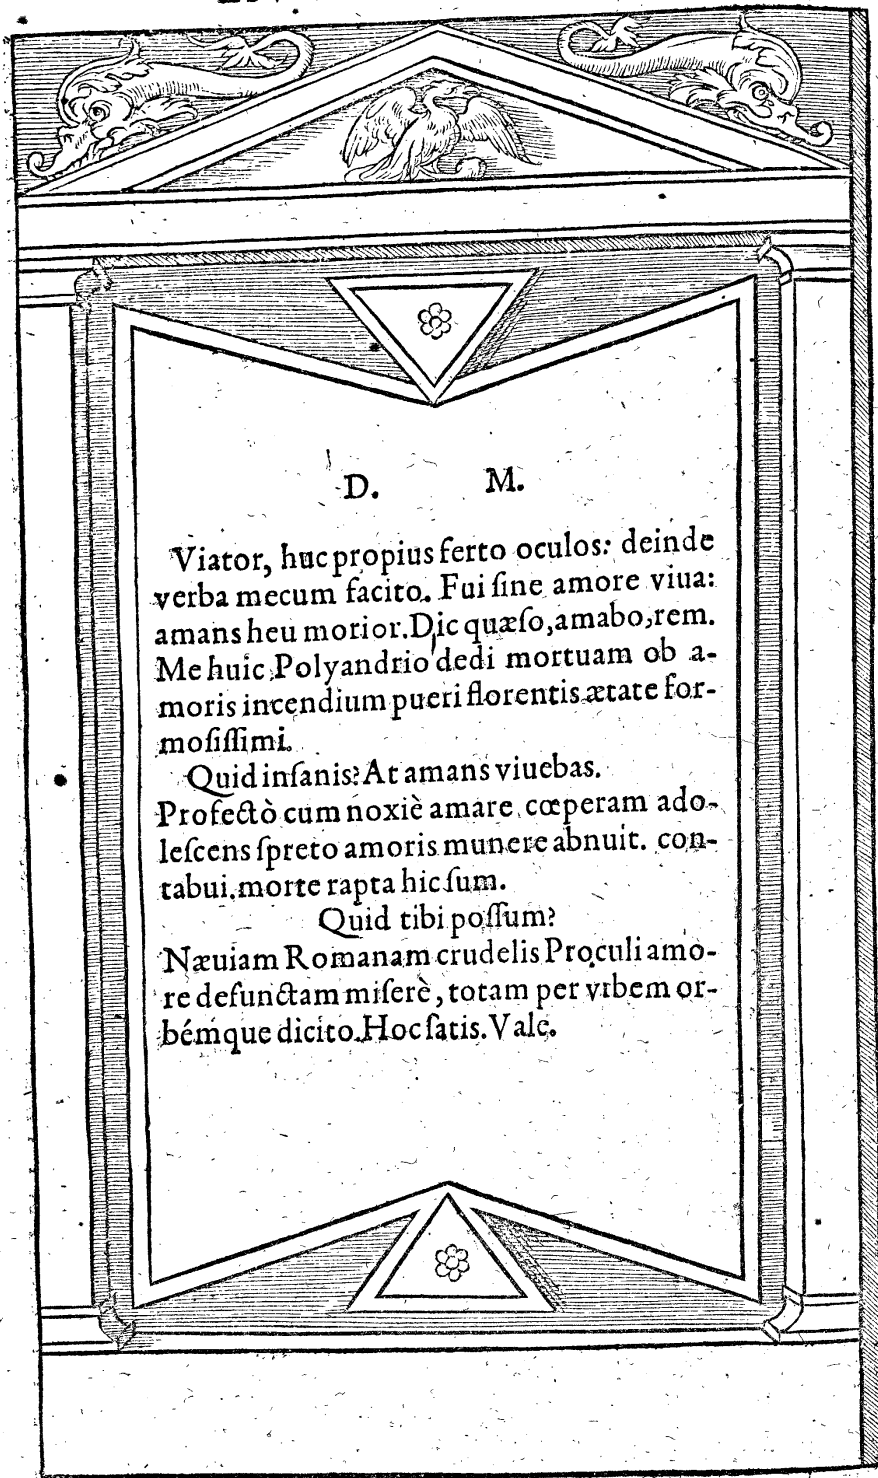 D. M.
Viator, huc propius ferto oculos: deinde
verba mecum facito. Fui ſine amore viua:
amans heu morior. Dic quæſo, amabo, rem.
Me huic Polyandrio dedi mortuam ob a-
moris incendium pueri florentis ætate for-
moſiſſimi.
Quid inſanis? At amans viuebas.
Profectò cum noxiè amare cœperam ado-
leſcens ſpreto amoris munere abnuit. con-
tabui. morte rapta hic ſum.
Quid tibi poſſum?
Næuiam Romanam crudelis Proculi amo-
re defunctam miſerè, totam per vrbem or-
bémque dicito. Hoc ſatis. Vale.